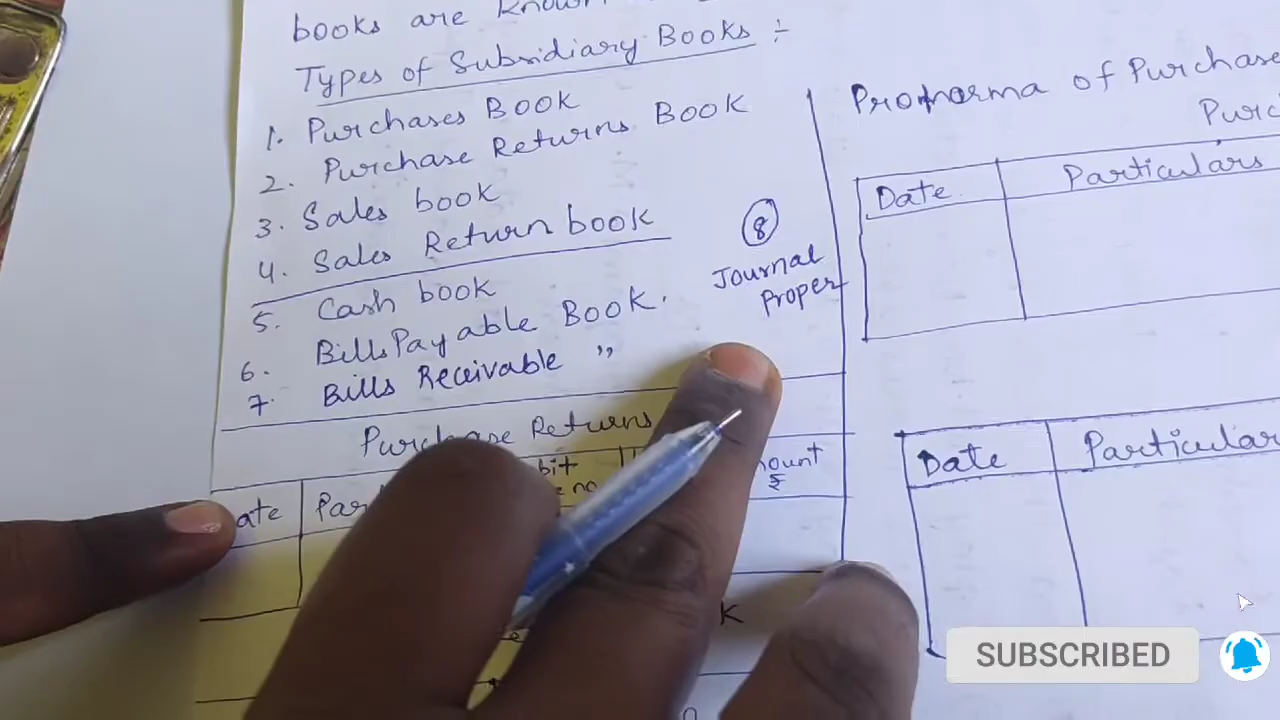 books are known
Types of Subsidiary Books :-
1. Purchases Book
2. Purchase Returns Book
3. Sales book
4. Sales Return book
5. Cash book
6. Bills Payable Book.
7. Bills Receivable "
8
Journal
Proper
Purchase Returns
Date
Proforma of Purchase
Date Particulars
Date Particular
SUBSCRIBED